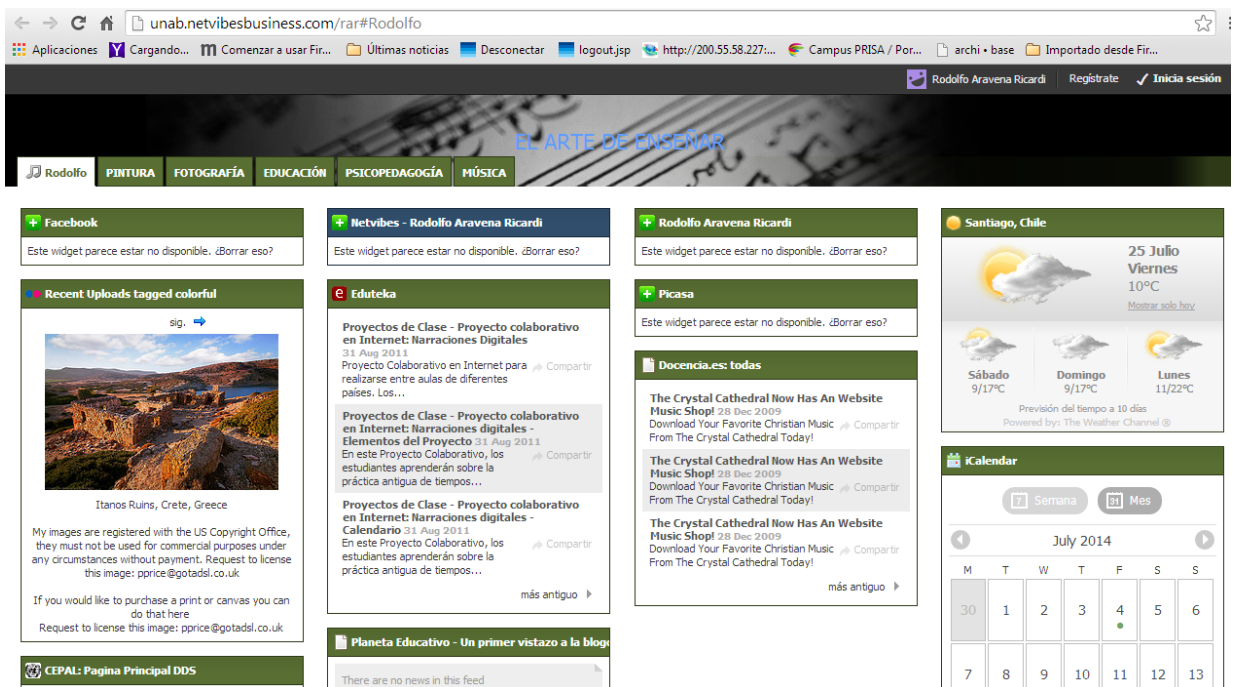 unab.netvibesbusiness.com/rar#Rodolfo
Aplicaciones Cargando... Comenzar a usar Fir... Últimas noticias Desconectar logout.jsp http://200.55.58.227:... Campus PRISA / Por... archi • base Importado desde Fir...
Rodolfo Aravena Ricardi Regístrate Inicia sesión
EL ARTE DE ENSEÑAR
Rodolfo PINTURA FOTOGRAFÍA EDUCACIÓN PSICOPEDAGOGÍA MÚSICA
Facebook
Este widget parece estar no disponible. ¿Borrar eso?
Recent Uploads tagged colorful
sig.
Itanos Ruins, Crete, Greece
My images are registered with the US Copyright Office,
they must not be used for commercial purposes under
any circumstances without payment. Request to license
this image: pprice@gotadsl.co.uk
If you would like to purchase a print or canvas you can
do that here
Request to license this image: pprice@gotadsl.co.uk
CEPAL: Pagina Principal DDS
Netvibes - Rodolfo Aravena Ricardi
Este widget parece estar no disponible. ¿Borrar eso?
Eduteka
Proyectos de Clase - Proyecto colaborativo
en Internet: Narraciones Digitales
31 Aug 2011
Proyecto Colaborativo en Internet para Compartir
realizarse entre aulas de diferentes
países. Los...
Proyectos de Clase - Proyecto colaborativo
en Internet: Narraciones digitales -
Elementos del Proyecto 31 Aug 2011
En este Proyecto Colaborativo, los Compartir
estudiantes aprenderán sobre la
práctica antigua de tiempos...
Proyectos de Clase - Proyecto colaborativo
en Internet: Narraciones digitales -
Calendario 31 Aug 2011
En este Proyecto Colaborativo, los Compartir
estudiantes aprenderán sobre la
práctica antigua de tiempos...
más antiguo
Planeta Educativo - Un primer vistazo a la blogo
There are no news in this feed
Rodolfo Aravena Ricardi
Este widget parece estar no disponible. ¿Borrar eso?
Picasa
Este widget parece estar no disponible. ¿Borrar eso?
Docencia.es: todas
The Crystal Cathedral Now Has An Website
Music Shop! 28 Dec 2009
Download Your Favorite Christian Music Compartir
From The Crystal Cathedral Today!
The Crystal Cathedral Now Has An Website
Music Shop! 28 Dec 2009
Download Your Favorite Christian Music Compartir
From The Crystal Cathedral Today!
The Crystal Cathedral Now Has An Website
Music Shop! 28 Dec 2009
Download Your Favorite Christian Music Compartir
From The Crystal Cathedral Today!
más antiguo
Santiago, Chile
25 Julio
Viernes
10°C
Mostrar solo hoy
Sábado Domingo Lunes
9/17°C 9/17°C 11/22°C
Previsión del tiempo a 10 días
Powered by: The Weather Channel ®
iCalendar
7 Semana 31 Mes
July 2014
M T W T F S S
30 1 2 3 4 5 6
7 8 9 10 11 12 13